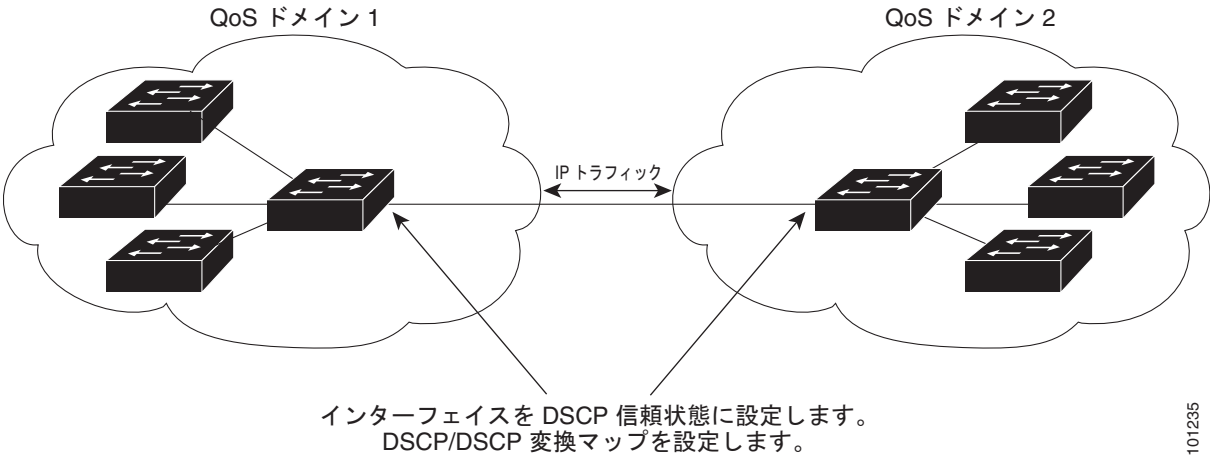 QoS ドメイン 1
QoS ドメイン 2
IP トラフィック
インターフェイスを DSCP 信頼状態に設定します。
DSCP/DSCP 変換マップを設定します。
101235